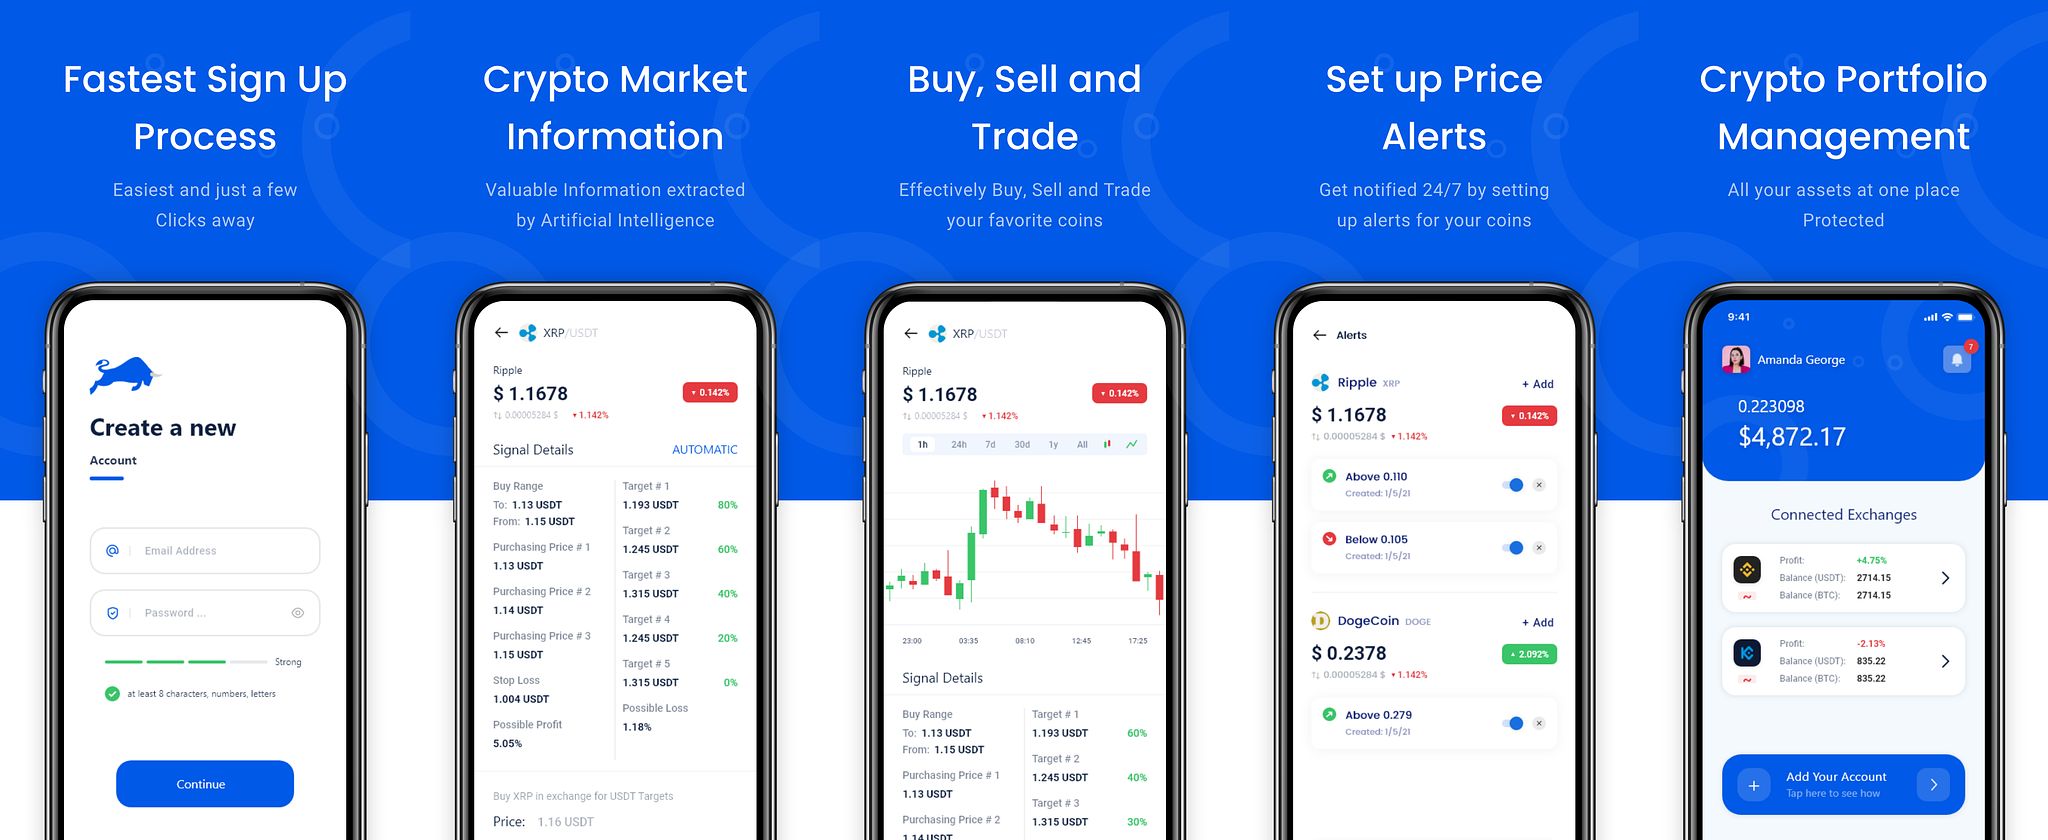 Fastest Sign Up
Process
Easiest and just a few
Clicks away
Create a new
Account
Email Address
Password ...
Strong
at least 8 characters, numbers, letters
Continue
Crypto Market
Information
Valuable Information extracted
by Artificial Intelligence
XRP/USDT
Ripple
$ 1.1678
▼ 0.142%
↑↓ 0.00005284 $ ▼1.142%
Signal Details AUTOMATIC
Buy Range
To: 1.13 USDT
From: 1.15 USDT
Purchasing Price # 1
1.13 USDT
Purchasing Price # 2
1.14 USDT
Purchasing Price # 3
1.15 USDT
Stop Loss
1.004 USDT
Possible Profit
5.05%
Target # 1
1.193 USDT 80%
Target # 2
1.245 USDT 60%
Target # 3
1.315 USDT 40%
Target # 4
1.245 USDT 20%
Target # 5
1.315 USDT 0%
Possible Loss
1.18%
Buy XRP in exchange for USDT Targets
Price: 1.16 USDT
Buy, Sell and
Trade
Effectively Buy, Sell and Trade
your favorite coins
XRP/USDT
Ripple
$ 1.1678
▼ 0.142%
↑↓ 0.00005284 $ ▼1.142%
1h 24h 7d 30d 1y All
23:00 03:35 08:10 12:45 17:25
Signal Details
Buy Range
To: 1.13 USDT
From: 1.15 USDT
Purchasing Price # 1
1.13 USDT
Purchasing Price # 2
1.14 USDT
Target # 1
1.193 USDT 60%
Target # 2
1.245 USDT 40%
Target # 3
1.315 USDT 30%
Set up Price
Alerts
Get notified 24/7 by setting
up alerts for your coins
Alerts
Ripple XRP + Add
$ 1.1678
▼ 0.142%
↑↓ 0.00005284 $ ▼1.142%
Above 0.110
Created: 1/5/21
Below 0.105
Created: 1/5/21
DogeCoin DOGE + Add
$ 0.2378
▲ 2.092%
↑↓ 0.00005284 $ ▼1.142%
Above 0.279
Created: 1/5/21
Crypto Portfolio
Management
All your assets at one place
Protected
9:41
Amanda George
7
0.223098
$4,872.17
Connected Exchanges
Profit: +4.75%
Balance (USDT): 2714.15
Balance (BTC): 2714.15
Profit: -2.13%
Balance (USDT): 835.22
Balance (BTC): 835.22
Add Your Account
Tap here to see how